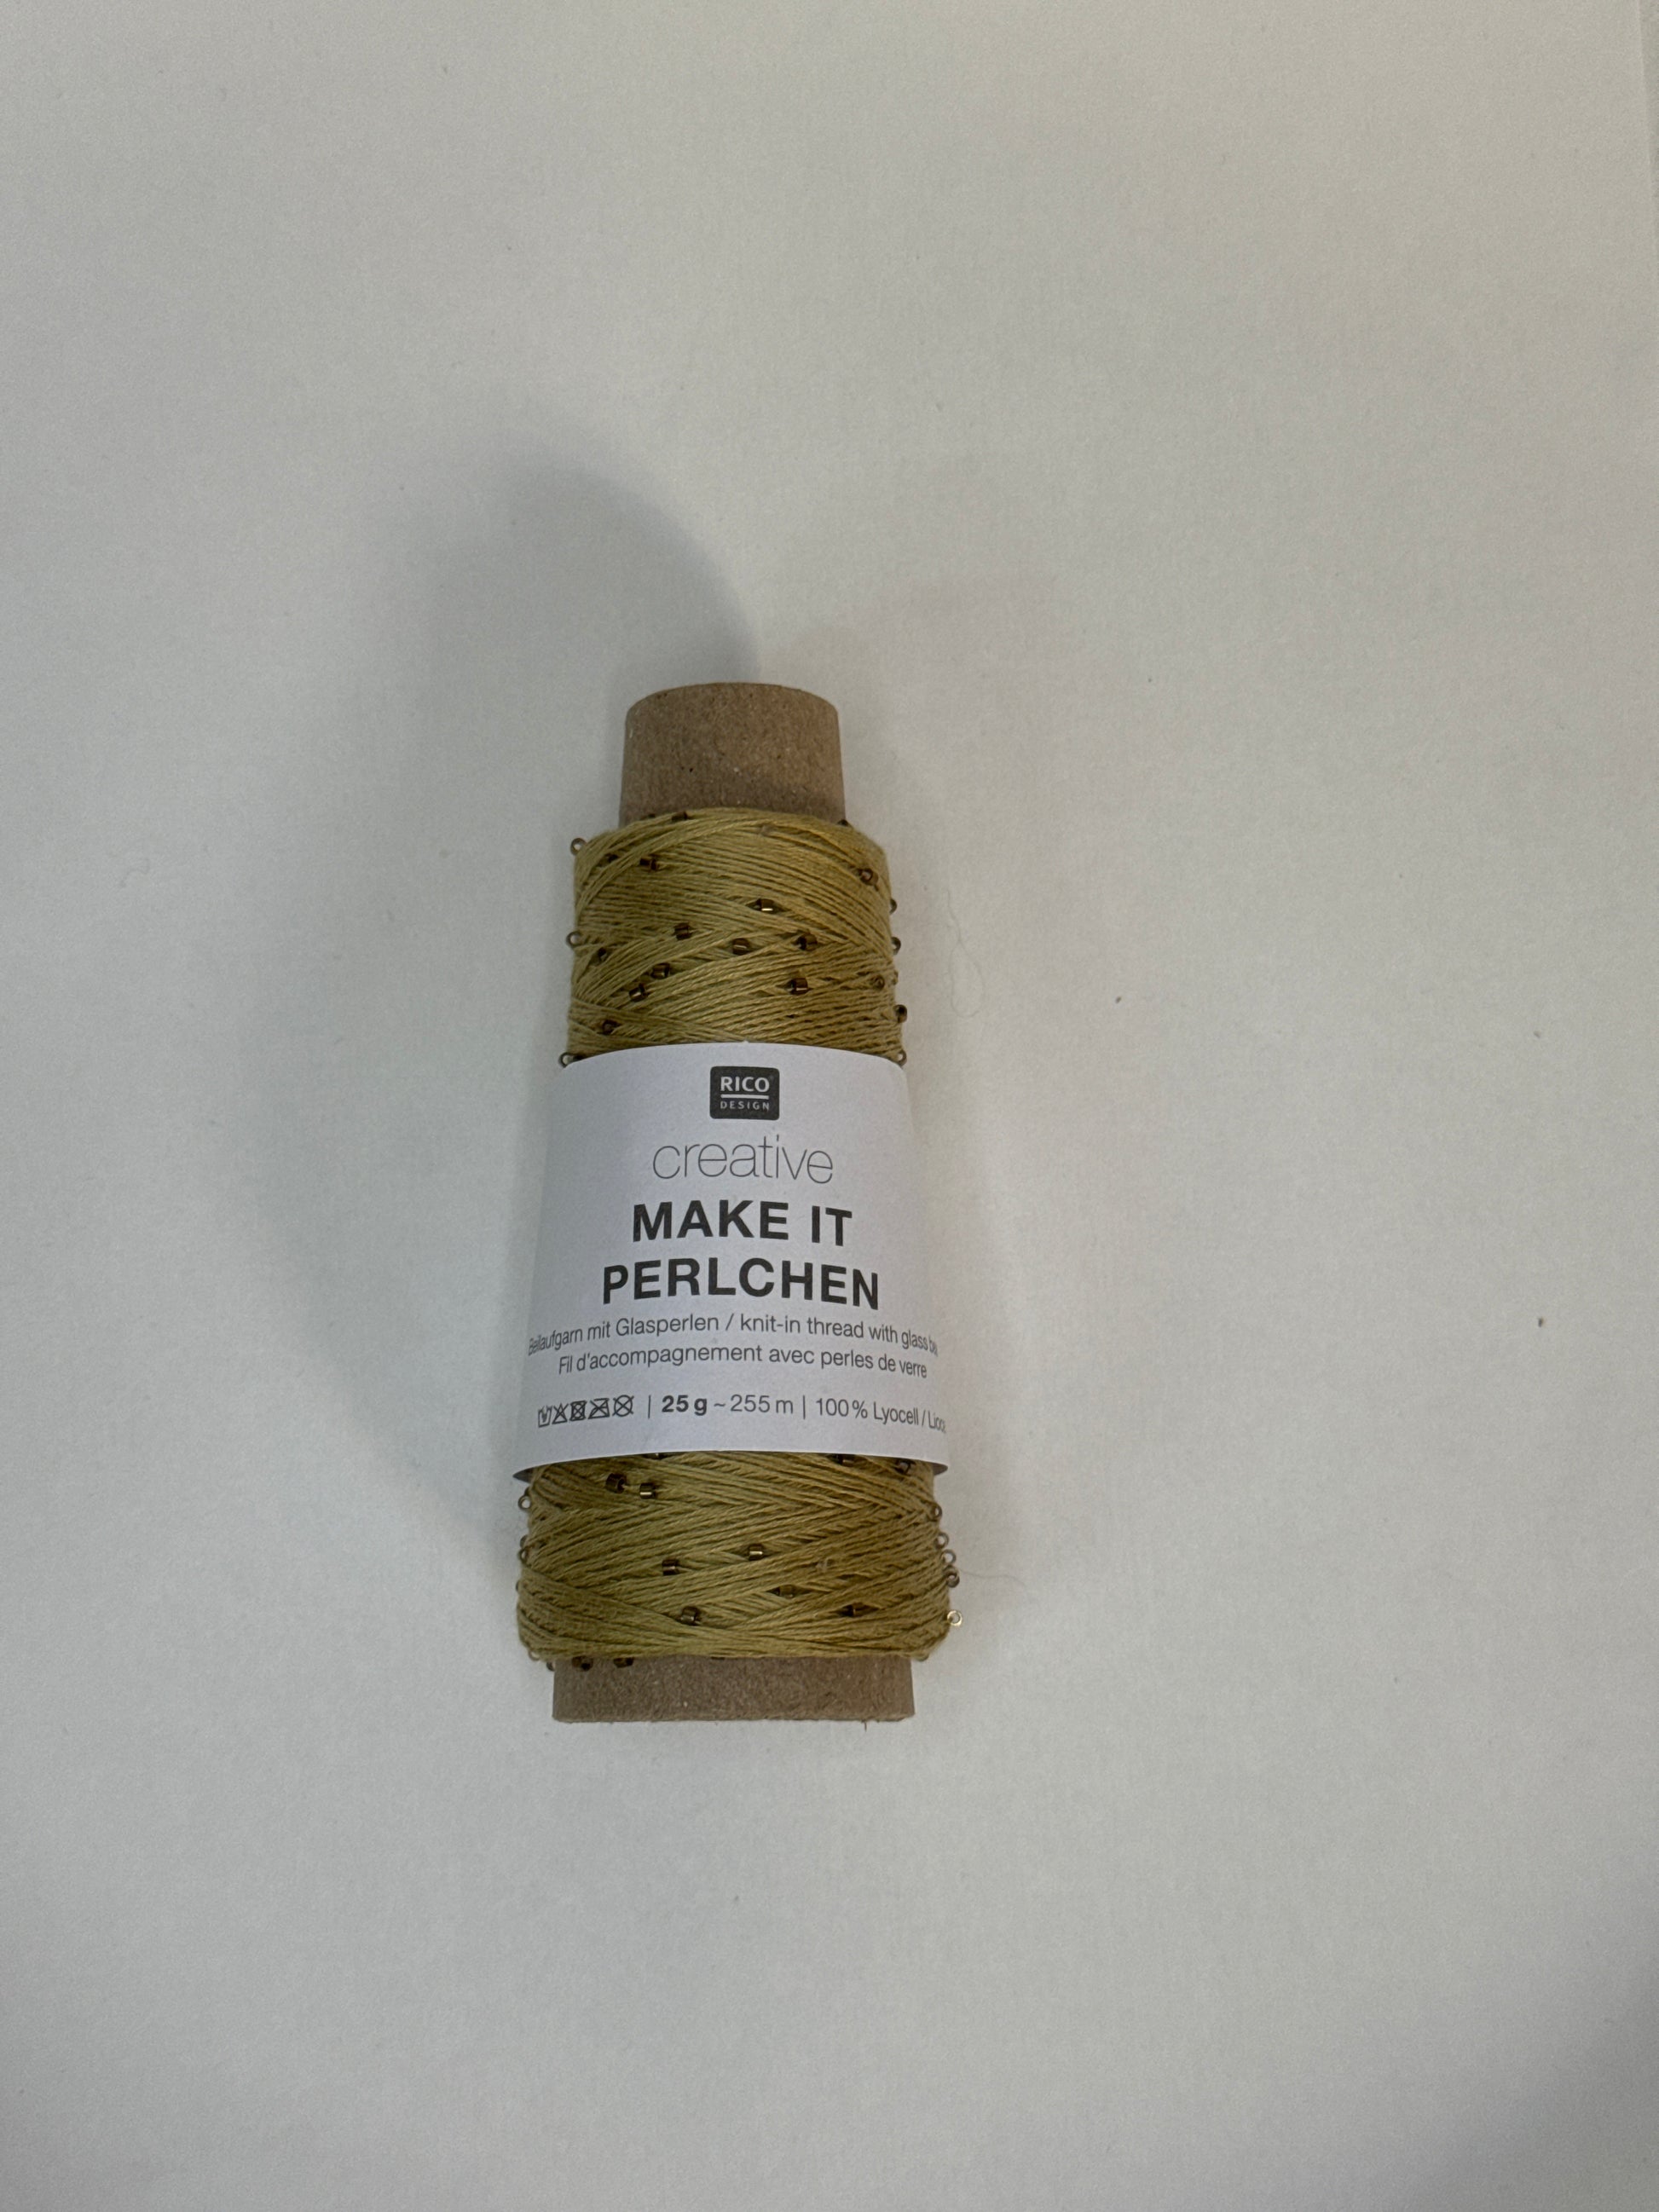 RICO
DESIGN
creative
MAKE IT
PERLCHEN
Beilaufgarn mit Glasperlen / knit-in thread with glass
Fil d'accompagnement avec perles de verre
| 25 g ~ 255 m | 100 % Lyocell /